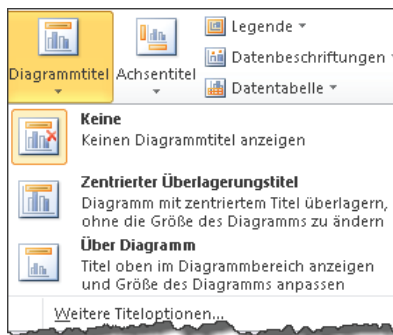 Diagrammtitel
Achsentitel
Legende
Datenbeschriftungen
Datentabelle
Keine
Keinen Diagrammtitel anzeigen
Zentrierter Überlagerungstitel
Diagramm mit zentriertem Titel überlagern,
ohne die Größe des Diagramms zu ändern
Über Diagramm
Titel oben im Diagrammbereich anzeigen
und Größe des Diagramms anpassen
Weitere Titeloptionen...